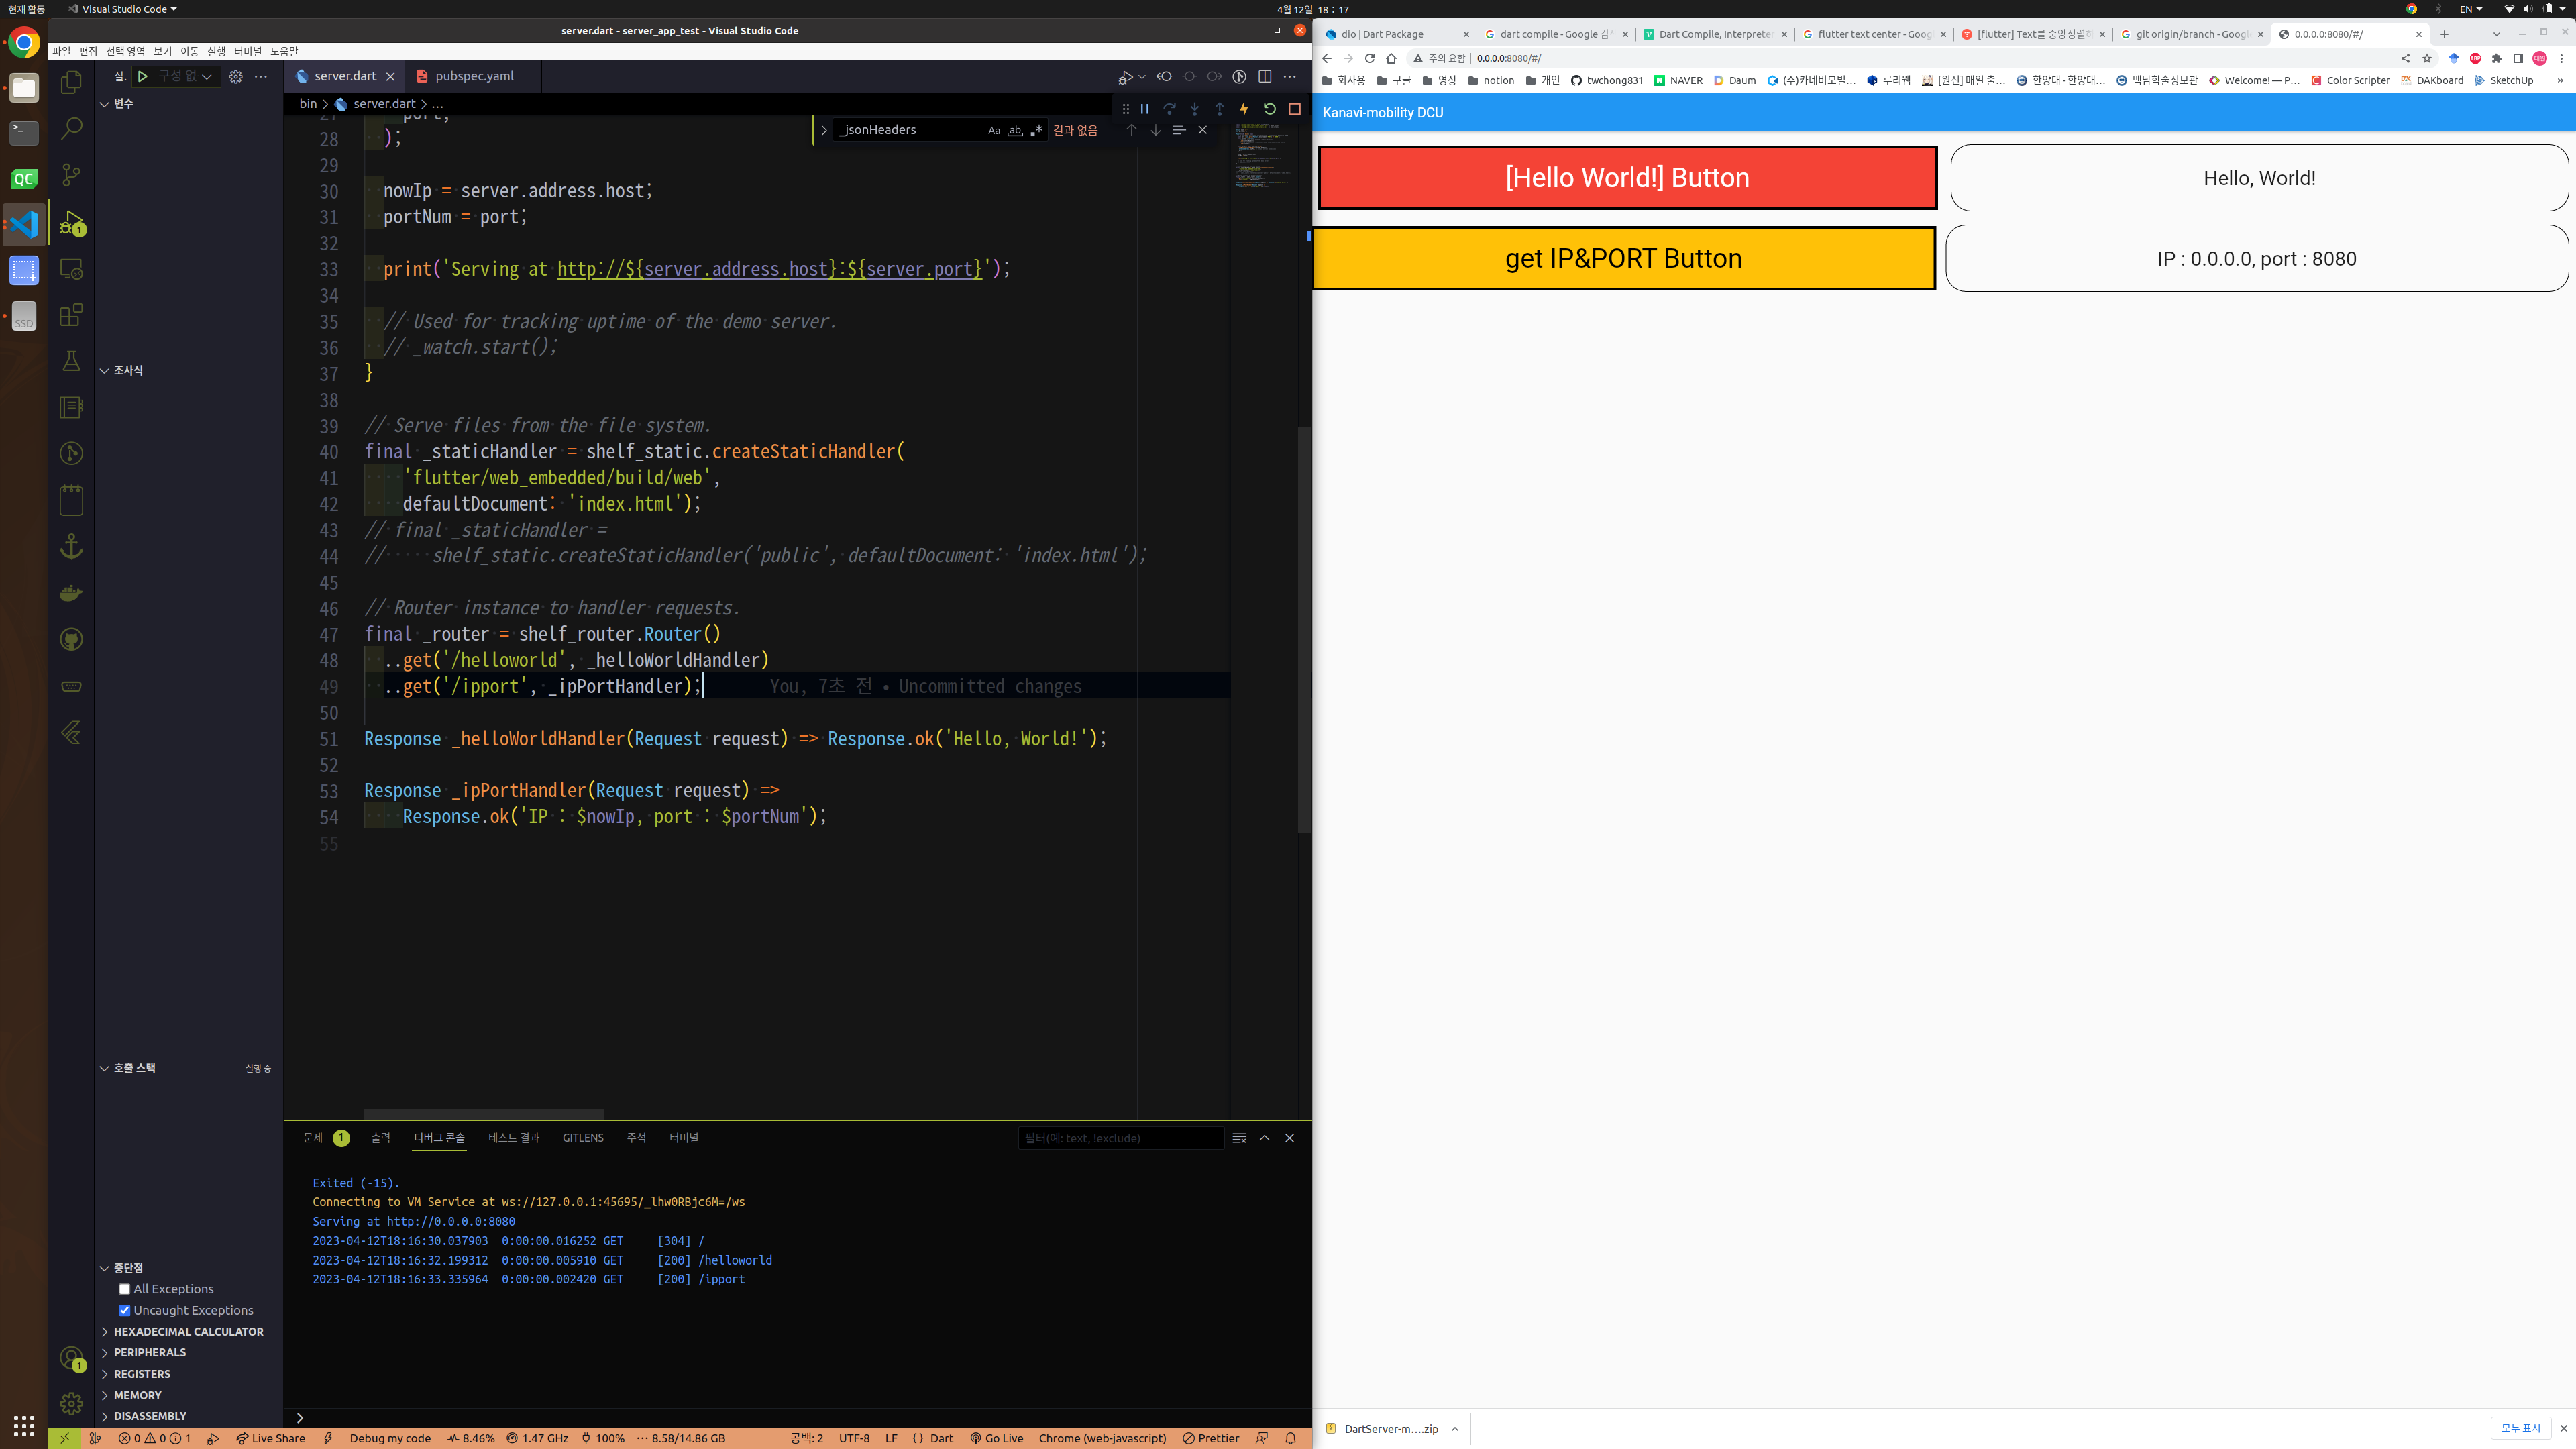 현재 활동
Visual Studio Code
4월 12일 18 : 17
EN
server.dart - server_app_test - Visual Studio Code
파일 편집 선택 영역 보기 이동 실행 터미널 도움말
실.
구성 없
server.dart
pubspec.yaml
변수
bin
server.dart
...
_jsonHeaders
Aa
ab
결과 없음
조사식
호출 스택
실행 중
중단점
All Exceptions
Uncaught Exceptions
HEXADECIMAL CALCULATOR
PERIPHERALS
REGISTERS
MEMORY
DISASSEMBLY
QC
SSD
27 port,
28 );
29
30 nowIp = server.address.host;
31 portNum = port;
32
33 print('Serving at http://${server.address.host}:${server.port}');
34
35 // Used for tracking uptime of the demo server.
36 // _watch.start();
37 }
38
39 // Serve files from the file system.
40 final _staticHandler = shelf_static.createStaticHandler(
41 'flutter/web_embedded/build/web',
42 defaultDocument: 'index.html');
43 // final _staticHandler =
44 // shelf_static.createStaticHandler('public', defaultDocument: 'index.html');
45
46 // Router instance to handler requests.
47 final _router = shelf_router.Router()
48 ..get('/helloworld', _helloWorldHandler)
49 ..get('/ipport', _ipPortHandler); You, 7초 전 • Uncommitted changes
50
51 Response _helloWorldHandler(Request request) => Response.ok('Hello, World!');
52
53 Response _ipPortHandler(Request request) =>
54 Response.ok('IP : $nowIp, port : $portNum');
55
문제 1 출력 디버그 콘솔 테스트 결과 GITLENS 주석 터미널
필터(예: text, !exclude)
Exited (-15).
Connecting to VM Service at ws://127.0.0.1:45695/_lhw0RBjc6M=/ws
Serving at http://0.0.0.0:8080
2023-04-12T18:16:30.037903 0:00:00.016252 GET [304] /
2023-04-12T18:16:32.199312 0:00:00.005910 GET [200] /helloworld
2023-04-12T18:16:33.335964 0:00:00.002420 GET [200] /ipport
0 0 1 Live Share Debug my code 8.46% 1.47 GHz 100% 8.58/14.86 GB 공백: 2 UTF-8 LF { } Dart Go Live Chrome (web-javascript) Prettier
dio | Dart Package
dart compile - Google 검색
Dart Compile, Interpreter
flutter text center - Goog
[flutter] Text를 중앙정렬하
git origin/branch - Googl
0.0.0.0:8080/#/
주의 요함 | 0.0.0.0:8080/#/
회사용 구글 영상 notion 개인 twchong831 NAVER Daum (주)카네비모빌... 루리웹 [원신] 매일 출... 한양대 - 한양대... 백남학술정보관 Welcome! — P... Color Scripter DAKboard SketchUp
Kanavi-mobility DCU
[Hello World!] Button
Hello, World!
get IP&PORT Button
IP : 0.0.0.0, port : 8080
DartServer-m....zip
모두 표시